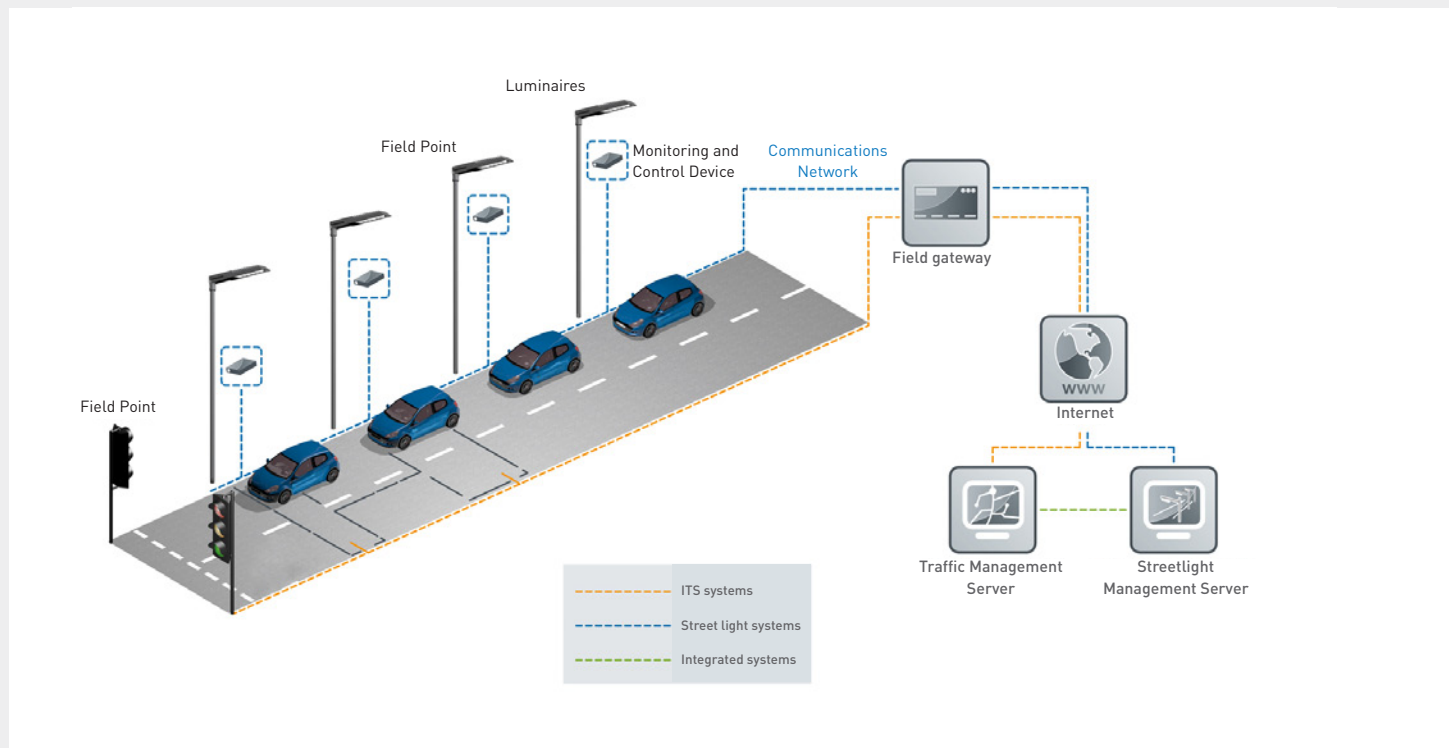 Luminaires
Field Point
Monitoring and
Control Device
Communications
Network
Field gateway
Field Point
WWW
Internet
Traffic Management
Server
Streetlight
Management Server
ITS systems
Street light systems
Integrated systems